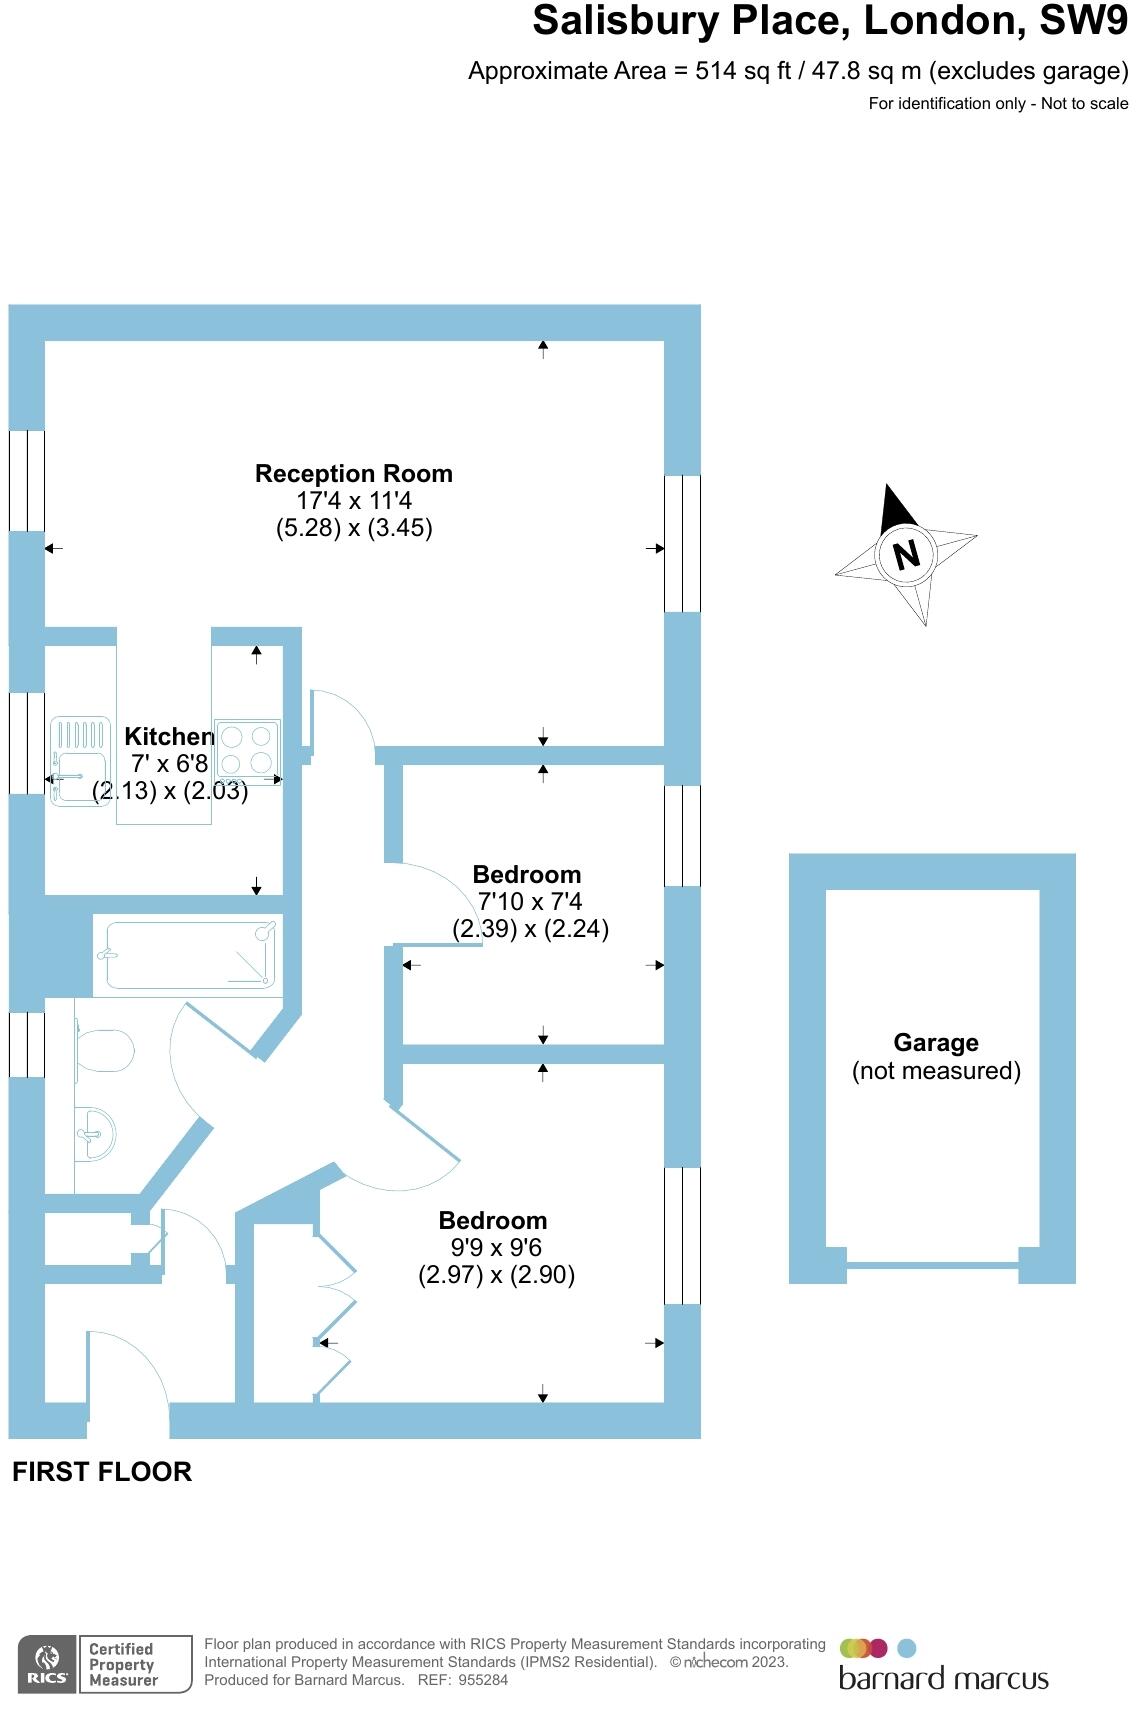 Salisbury Place, London, SW9
Approximate Area = 514 sq ft / 47.8 sq m (excludes garage)
For identification only - Not to scale
Reception Room
17'4 x 11'4
(5.28) x (3.45)
N
Kitchen
7' x 6'8
(2.13) x (2.03)
Bedroom
7'10 x 7'4
(2.39) x (2.24)
Garage
(not measured)
Bedroom
9'9 x 9'6
(2.97) x (2.90)
FIRST FLOOR
RICS
Certified
Property
Measurer
Floor plan produced in accordance with RICS Property Measurement Standards incorporating
International Property Measurement Standards (IPMS2 Residential). © nichecom 2023.
Produced for Barnard Marcus. REF: 955284
barnard marcus